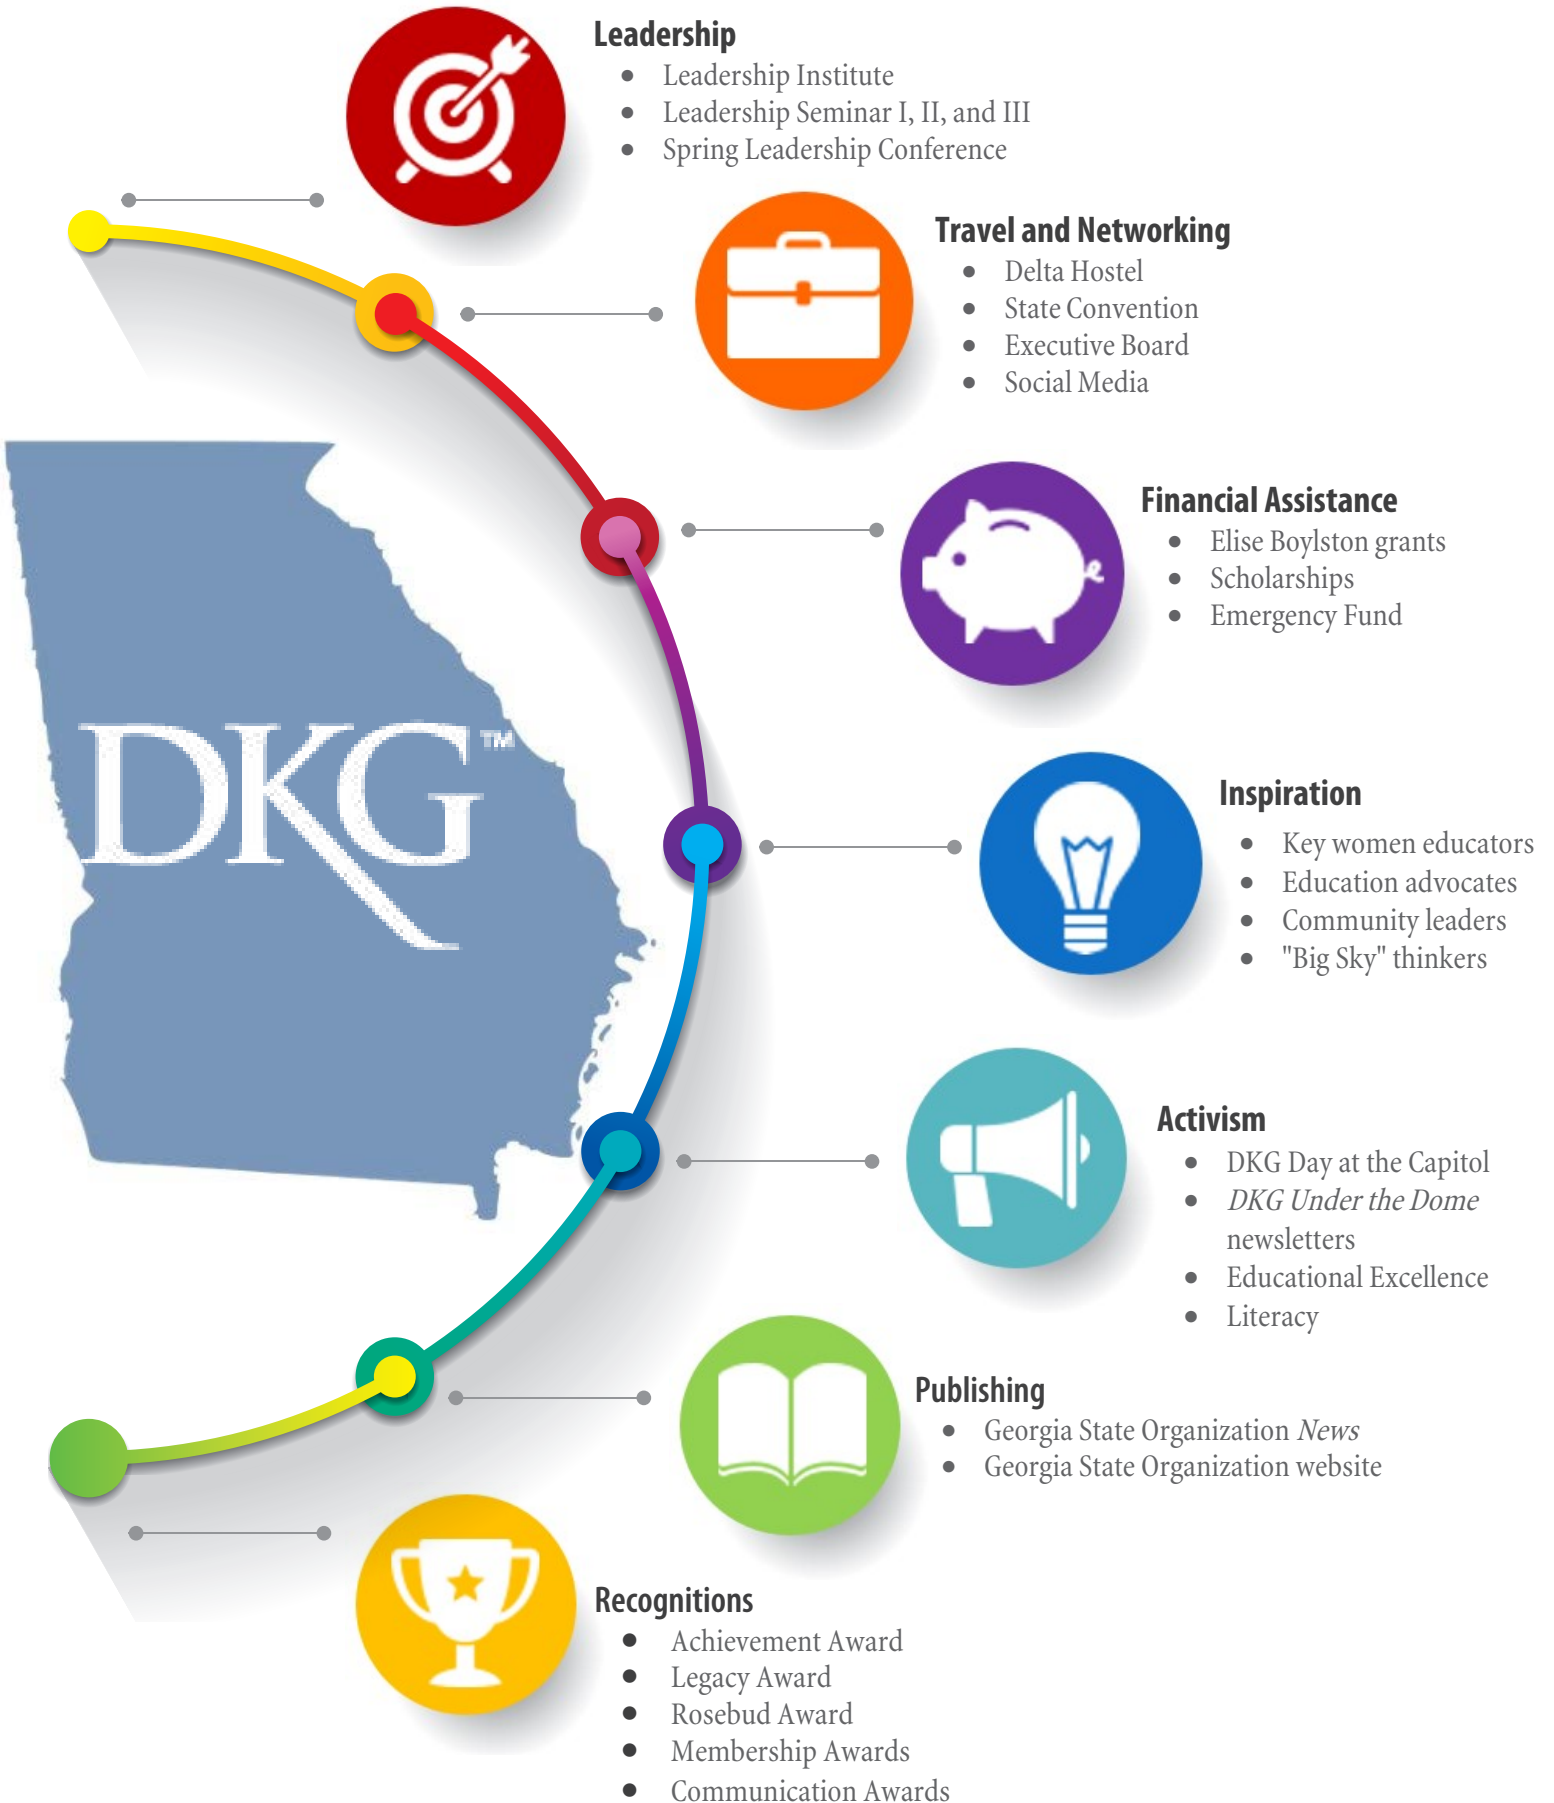 Leadership
• Leadership Institute
• Leadership Seminar I, II, and III
• Spring Leadership Conference
Travel and Networking
• Delta Hostel
• State Convention
• Executive Board
• Social Media
Financial Assistance
• Elise Boylston grants
• Scholarships
• Emergency Fund
DKG™
Inspiration
• Key women educators
• Education advocates
• Community leaders
• "Big Sky" thinkers
Activism
• DKG Day at the Capitol
• DKG Under the Dome
newsletters
• Educational Excellence
• Literacy
Publishing
• Georgia State Organization News
• Georgia State Organization website
Recognitions
• Achievement Award
• Legacy Award
• Rosebud Award
• Membership Awards
• Communication Awards